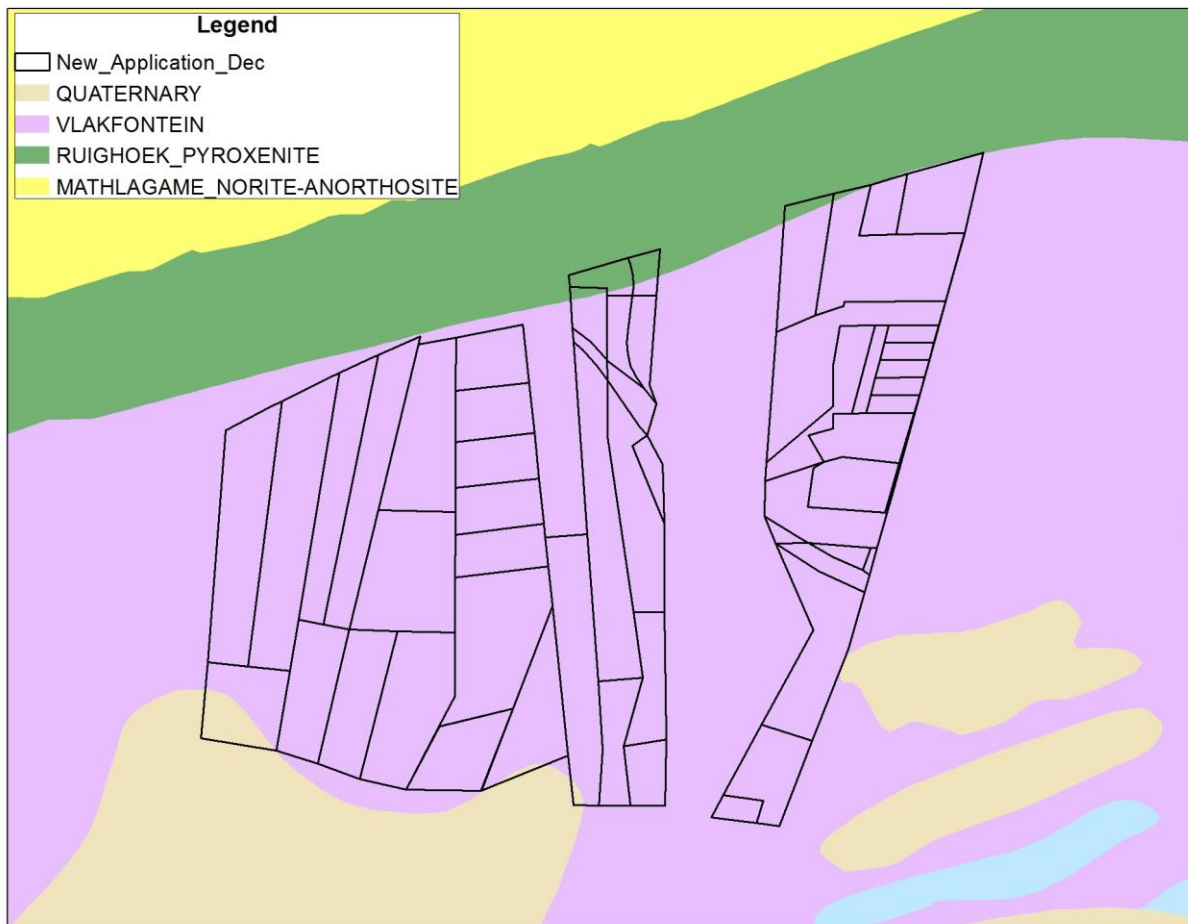 Legend
New_Application_Dec
QUATERNARY
VLAKFONTEIN
RUIGHOEK_PYROXENITE
MATHLAGAME_NORITE-ANORTHOSITE